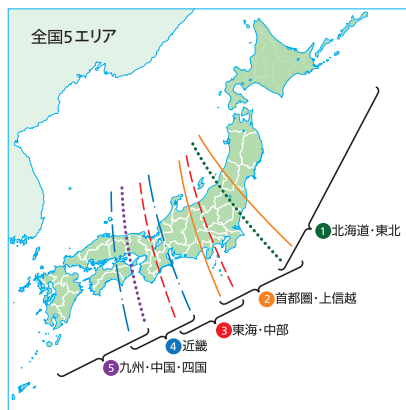 全国5エリア
1北海道・東北
2首都圏・上信越
3東海・中部
4近畿
5九州・中国・四国